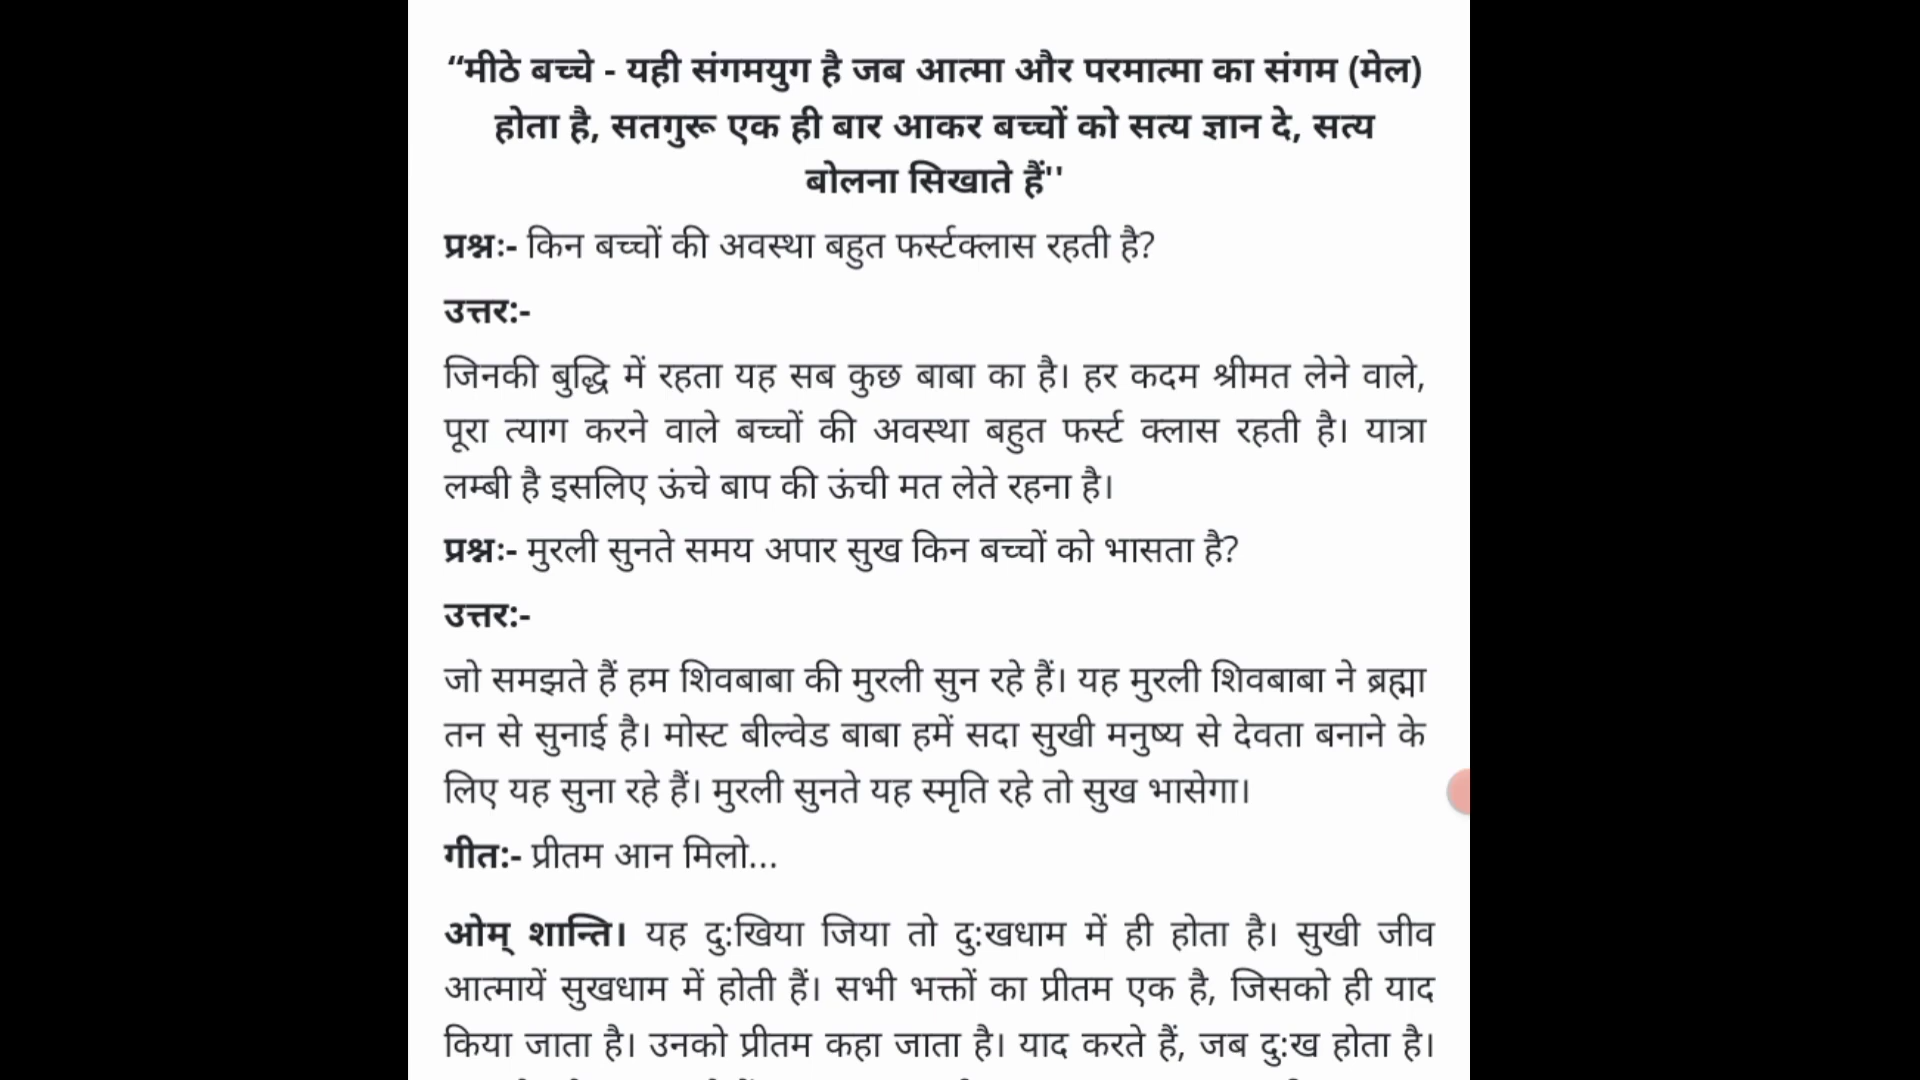 “मीठे बच्चे - यही संगमयुग है जब आत्मा और परमात्मा का संगम (मेल)
होता है, सतगुरू एक ही बार आकर बच्चों को सत्य ज्ञान दे, सत्य
बोलना सिखाते हैं''
प्रश्नः- किन बच्चों की अवस्था बहुत फर्स्टक्लास रहती है?
उत्तर:-
जिनकी बुद्धि में रहता यह सब कुछ बाबा का है। हर कदम श्रीमत लेने वाले,
पूरा त्याग करने वाले बच्चों की अवस्था बहुत फर्स्ट क्लास रहती है। यात्रा
लम्बी है इसलिए ऊंचे बाप की ऊंची मत लेते रहना है।
प्रश्नः- मुरली सुनते समय अपार सुख किन बच्चों को भासता है?
उत्तर:-
जो समझते हैं हम शिवबाबा की मुरली सुन रहे हैं। यह मुरली शिवबाबा ने ब्रह्मा
तन से सुनाई है। मोस्ट बील्वेड बाबा हमें सदा सुखी मनुष्य से देवता बनाने के
लिए यह सुना रहे हैं। मुरली सुनते यह स्मृति रहे तो सुख भासेगा।
गीत:- प्रीतम आन मिलो...
ओम् शान्ति। यह दु:खिया जिया तो दु:खधाम में ही होता है। सुखी जीव
आत्मायें सुखधाम में होती हैं। सभी भक्तों का प्रीतम एक है, जिसको ही याद
किया जाता है। उनको प्रीतम कहा जाता है। याद करते हैं, जब दु:ख होता है।